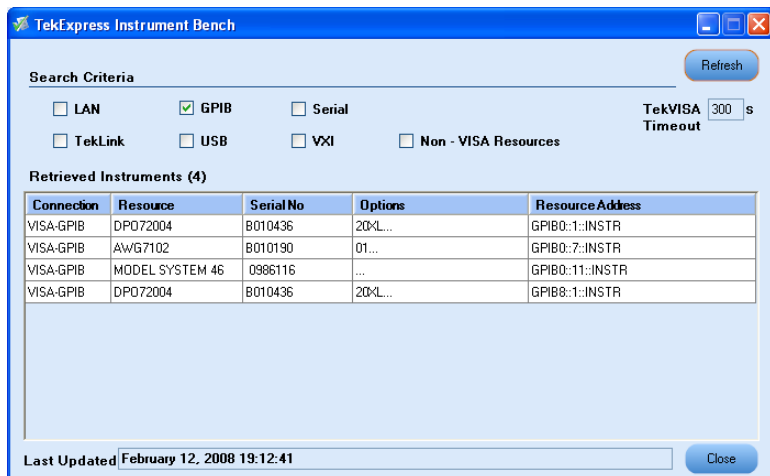 TekExpress Instrument Bench
Refresh
Search Criteria
LAN GPIB Serial TekVISA Timeout 300 s
TekLink USB VXI Non - VISA Resources
Retrieved Instruments (4)
Connection Resource Serial No Options Resource Address
VISA-GPIB DPO72004 B010436 20XL... GPIB0::1::INSTR
VISA-GPIB AWG7102 B010190 01... GPIB0::7::INSTR
VISA-GPIB MODEL SYSTEM 46 0986116 ... GPIB0::11::INSTR
VISA-GPIB DPO72004 B010436 20XL... GPIB8::1::INSTR
Last Updated February 12, 2008 19:12:41 Close